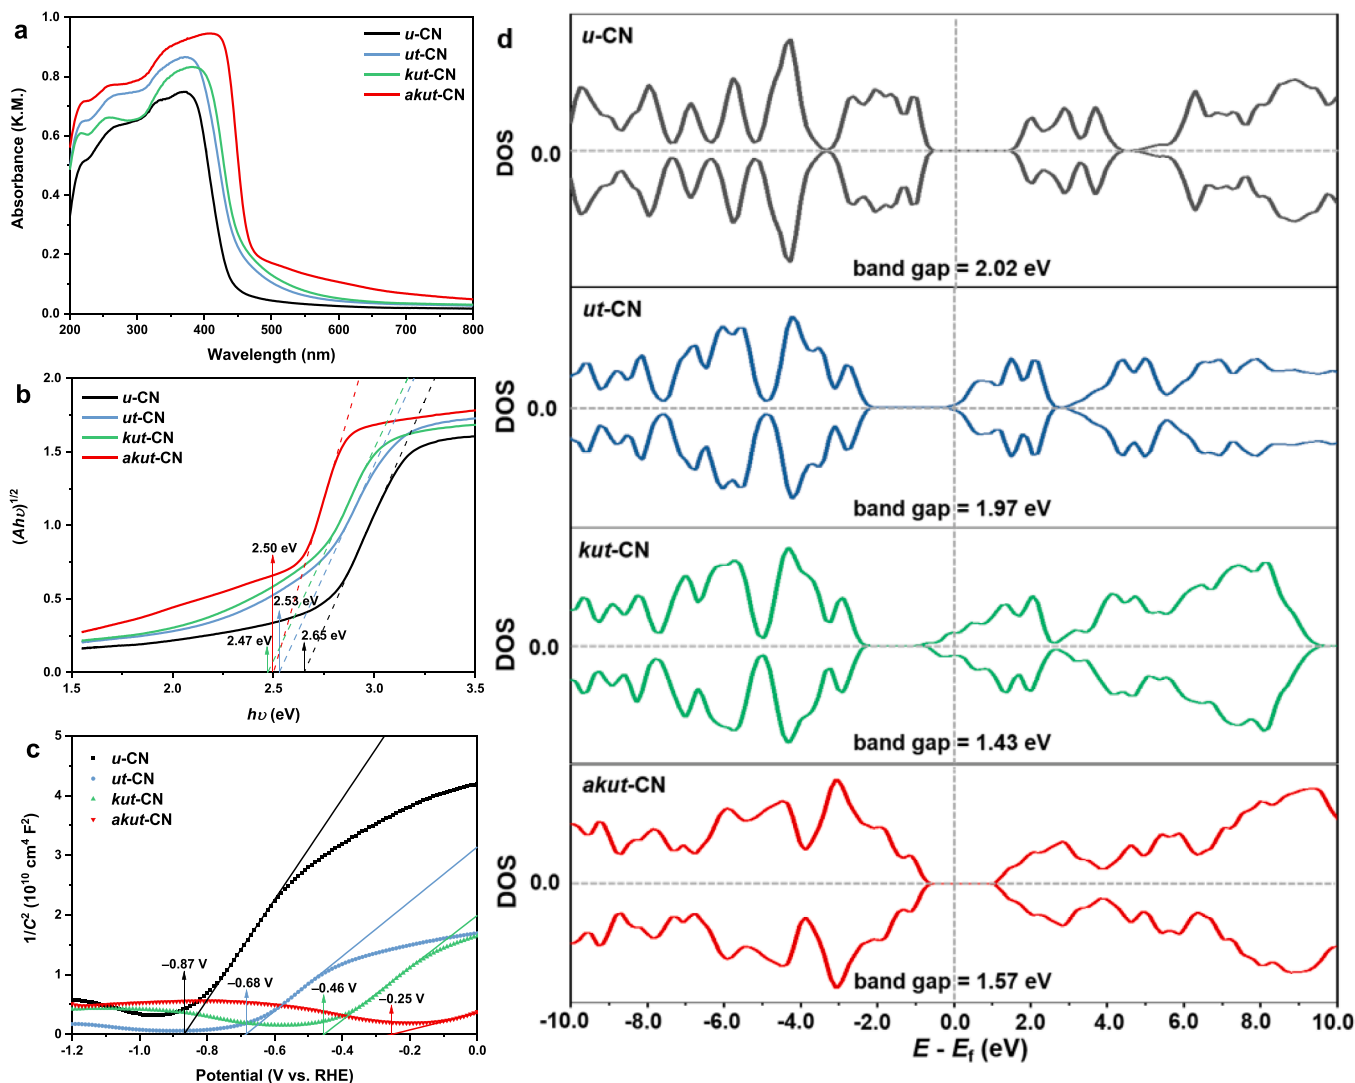 a
1.0
0.8
0.6
0.4
0.2
0.0
Absorbance (K.M.)
u-CN
ut-CN
kut-CN
akut-CN
200 300 400 500 600 700 800
Wavelength (nm)
b
2.0
1.5
1.0
0.5
0.0
(Ahυ)1/2
u-CN
ut-CN
kut-CN
akut-CN
2.50 eV
2.53 eV
2.47 eV
2.65 eV
1.5 2.0 2.5 3.0 3.5
hυ (eV)
c
5
4
3
2
1
0
1/C2 (1010 cm4 F2)
u-CN
ut-CN
kut-CN
akut-CN
–0.87 V
–0.68 V
–0.46 V
–0.25 V
-1.2 -1.0 -0.8 -0.6 -0.4 -0.2 0.0
Potential (V vs. RHE)
d
u-CN
DOS
0.0
band gap = 2.02 eV
ut-CN
DOS
0.0
band gap = 1.97 eV
kut-CN
DOS
0.0
band gap = 1.43 eV
akut-CN
DOS
0.0
band gap = 1.57 eV
-10.0 -8.0 -6.0 -4.0 -2.0 0.0 2.0 4.0 6.0 8.0 10.0
E - Ef (eV)